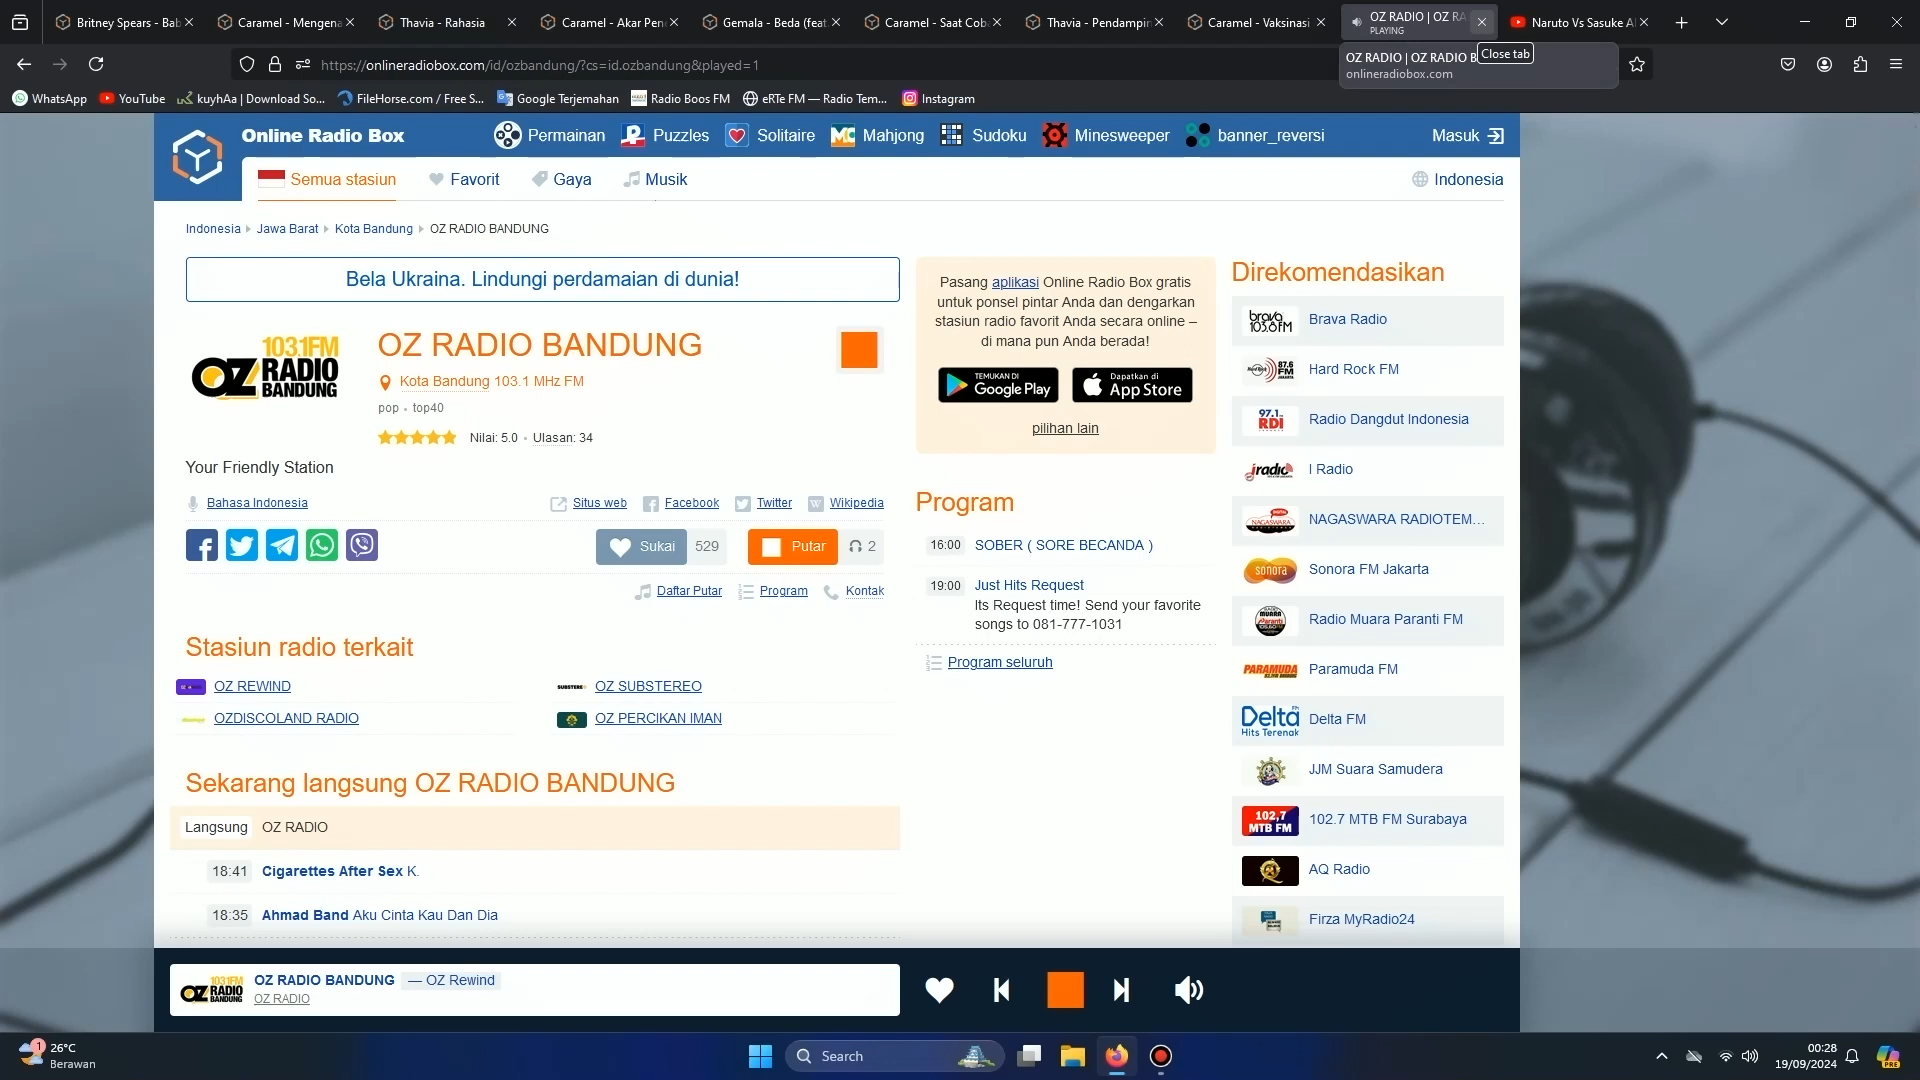 Britney Spears - Bab
Caramel - Mengena
Thavia - Rahasia
Caramel - Akar Pen
Gemala - Beda (feat.
Caramel - Saat Cob
Thavia - Pendampin
Caramel - Vaksinasi
OZ RADIO | OZ RA
PLAYING
Naruto Vs Sasuke A
https://onlineradiobox.com/id/ozbandung/?cs=id.ozbandung&played=1
OZ RADIO | OZ RADIO B
onlineradiobox.com
Close tab
WhatsApp
YouTube
kuyhAa | Download So...
FileHorse.com / Free S...
Google Terjemahan
Radio Boos FM
eRTe FM — Radio Tem...
Instagram
Online Radio Box
Permainan
Puzzles
Solitaire
Mahjong
Sudoku
Minesweeper
banner_reversi
Masuk
Semua stasiun
Favorit
Gaya
Musik
Indonesia
Indonesia
Jawa Barat
Kota Bandung
OZ RADIO BANDUNG
Bela Ukraina. Lindungi perdamaian di dunia!
103.1FM
OZ RADIO
BANDUNG
OZ RADIO BANDUNG
Kota Bandung 103.1 MHz FM
pop • top40
Nilai: 5.0 • Ulasan: 34
Your Friendly Station
Bahasa Indonesia
Situs web
Facebook
Twitter
Wikipedia
Sukai
529
Putar
2
Daftar Putar
Program
Kontak
Stasiun radio terkait
OZ REWIND
OZ SUBSTEREO
OZDISCOLAND RADIO
OZ PERCIKAN IMAN
Sekarang langsung OZ RADIO BANDUNG
Langsung OZ RADIO
18:41 Cigarettes After Sex K.
18:35 Ahmad Band Aku Cinta Kau Dan Dia
Pasang aplikasi Online Radio Box gratis
untuk ponsel pintar Anda dan dengarkan
stasiun radio favorit Anda secara online –
di mana pun Anda berada!
TEMUKAN DI
Google Play
Dapatkan di
App Store
pilihan lain
Program
16:00 SOBER ( SORE BECANDA )
19:00 Just Hits Request
Its Request time! Send your favorite
songs to 081-777-1031
Program seluruh
Direkomendasikan
Brava Radio
Hard Rock FM
Radio Dangdut Indonesia
I Radio
NAGASWARA RADIOTEM...
Sonora FM Jakarta
Radio Muara Paranti FM
Paramuda FM
Delta FM
JJM Suara Samudera
102.7 MTB FM Surabaya
AQ Radio
Firza MyRadio24
OZ RADIO BANDUNG — OZ Rewind
OZ RADIO
1
26°C
Berawan
Search
00:28
19/09/2024